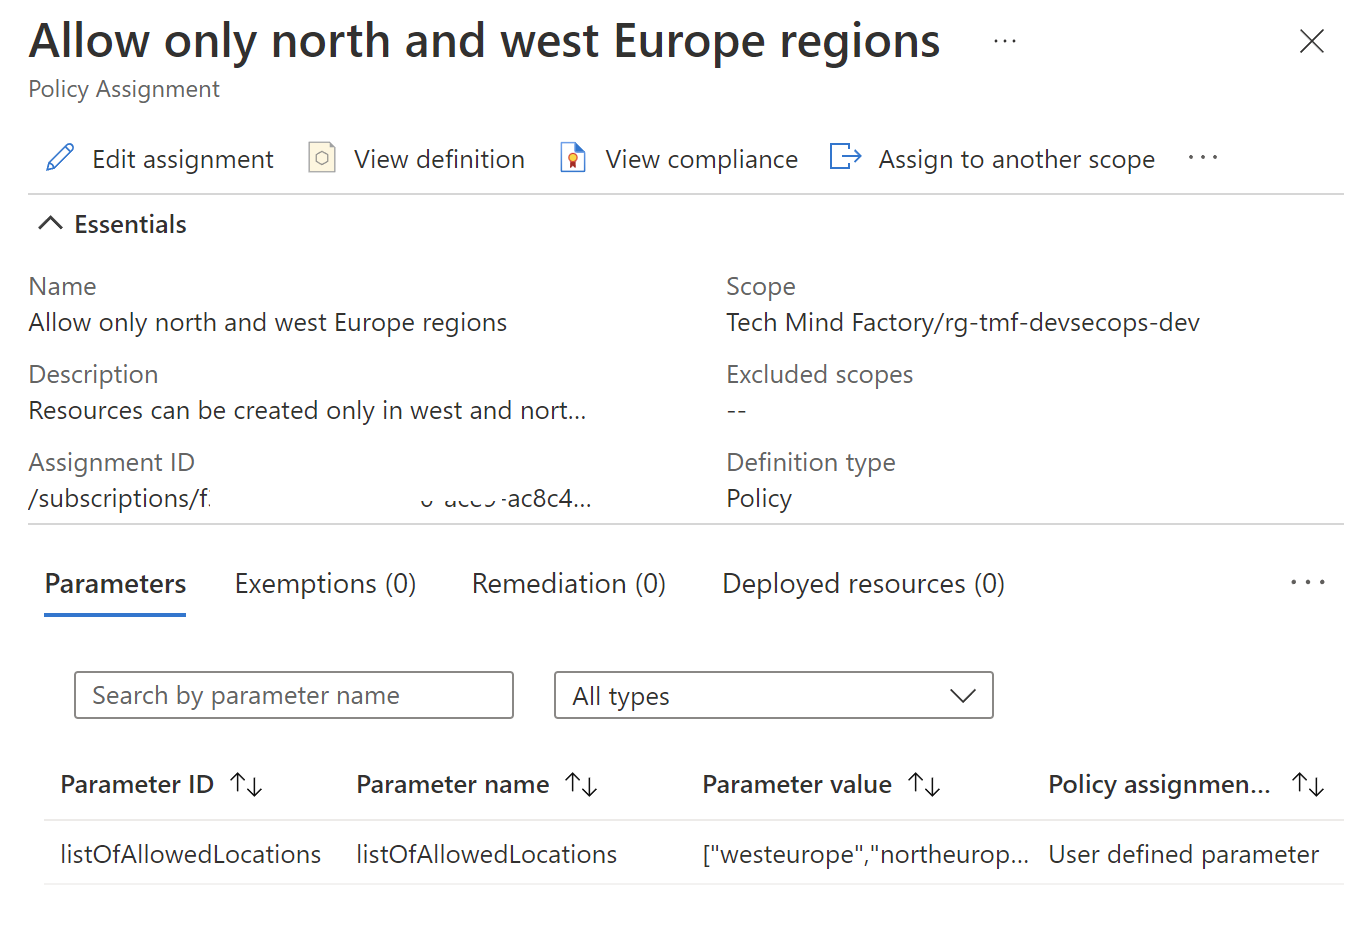 Allow only north and west Europe regions
Policy Assignment
Edit assignment
View definition
View compliance
Assign to another scope
Essentials
Name
Allow only north and west Europe regions
Scope
Tech Mind Factory/rg-tmf-devsecops-dev
Description
Resources can be created only in west and nort...
Excluded scopes
--
Assignment ID
/subscriptions/f -ac8c4...
Definition type
Policy
Parameters
Exemptions (0)
Remediation (0)
Deployed resources (0)
Search by parameter name
All types
Parameter ID
Parameter name
Parameter value
Policy assignmen...
listOfAllowedLocations
listOfAllowedLocations
["westeurope","northeurop...
User defined parameter